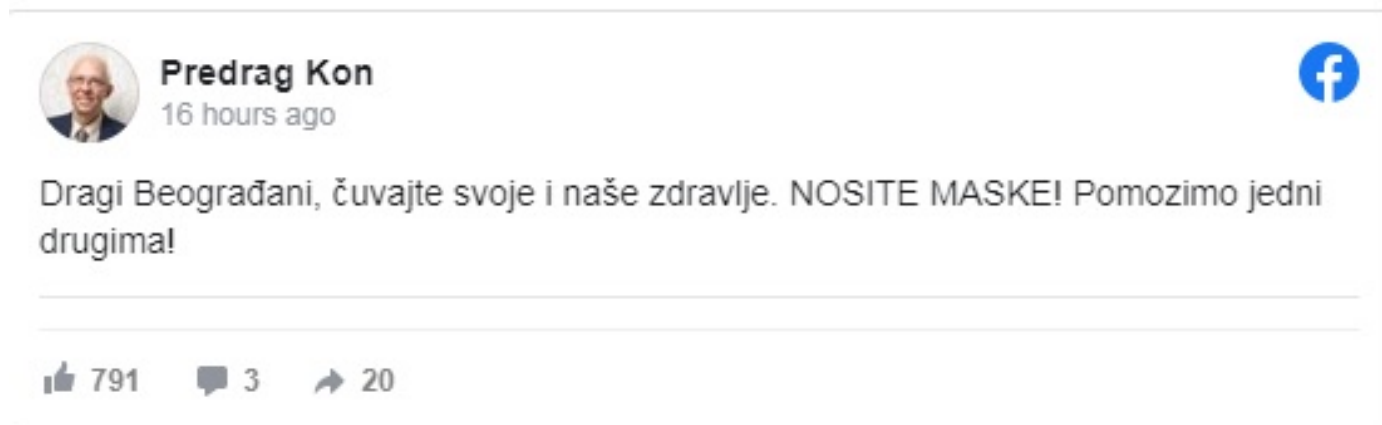 Predrag Kon
16 hours ago
Dragi Beograđani, čuvajte svoje i naše zdravlje. NOSITE MASKE! Pomozimo jedni
drugima!
791 3 20